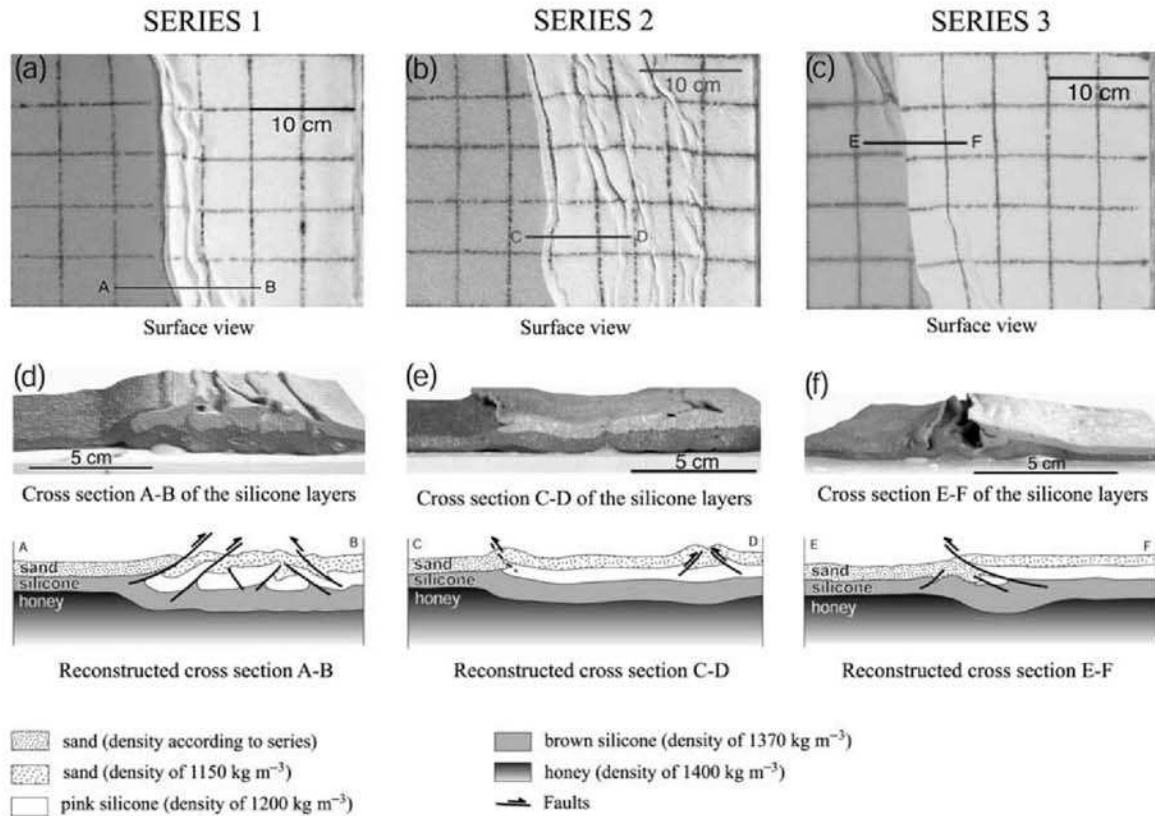 SERIES 1
SERIES 2
SERIES 3
(a)
10 cm
A
B
Surface view
(b)
10 cm
C
D
Surface view
(c)
10 cm
E
F
Surface view
(d)
5 cm
Cross section A-B of the silicone layers
(e)
5 cm
Cross section C-D of the silicone layers
(f)
5 cm
Cross section E-F of the silicone layers
A
B
sand
silicone
honey
Reconstructed cross section A-B
C
D
sand
silicone
honey
Reconstructed cross section C-D
E
F
sand
silicone
honey
Reconstructed cross section E-F
sand (density according to series)
sand (density of 1150 kg m⁻³)
pink silicone (density of 1200 kg m⁻³)
brown silicone (density of 1370 kg m⁻³)
honey (density of 1400 kg m⁻³)
Faults